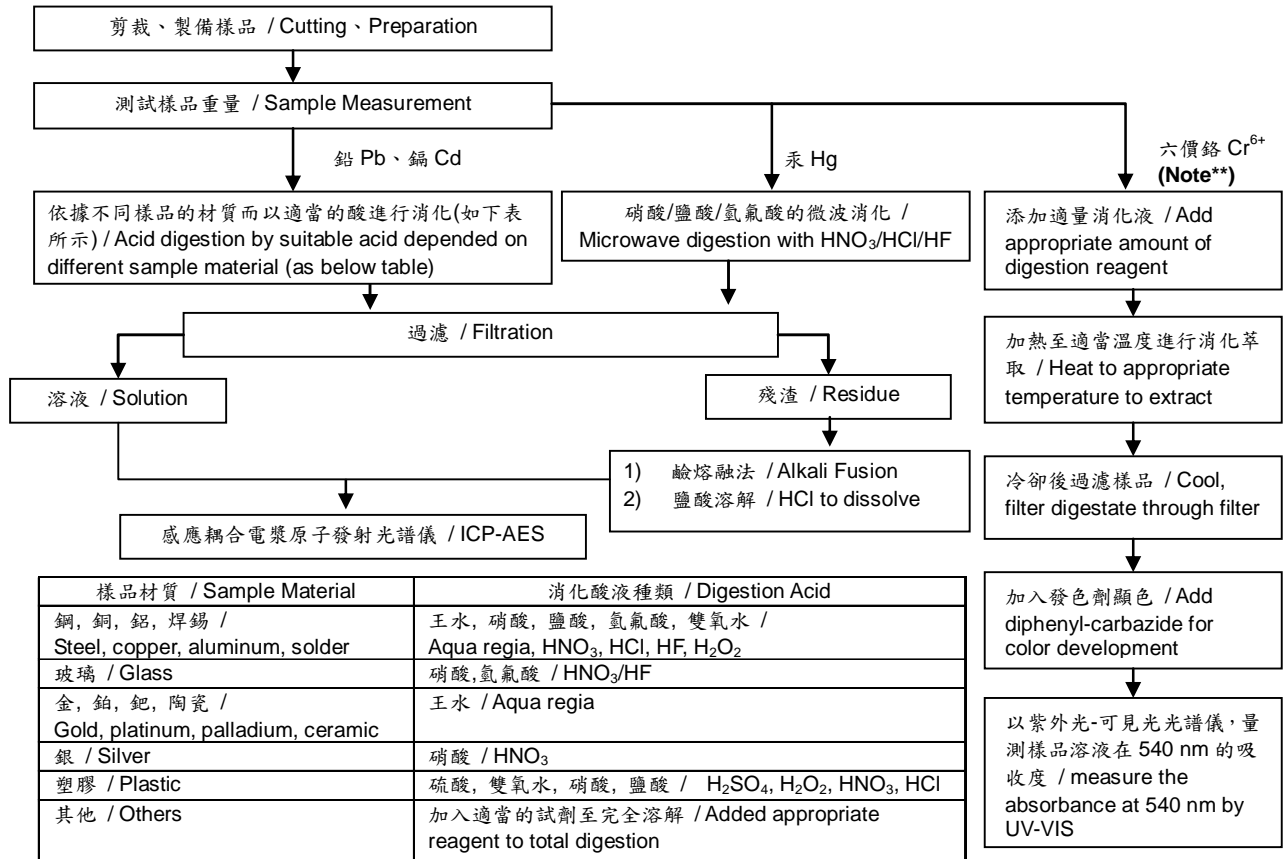 剪裁、製備樣品 / Cutting、Preparation
測試樣品重量 / Sample Measurement
鉛 Pb、鎘 Cd
汞 Hg
六價鉻 Cr⁶⁺
(Note**)
依據不同樣品的材質而以適當的酸進行消化(如下表
所示) / Acid digestion by suitable acid depended on
different sample material (as below table)
硝酸/鹽酸/氫氟酸的微波消化 /
Microwave digestion with HNO₃/HCl/HF
添加適量消化液 / Add
appropriate amount of
digestion reagent
過濾 / Filtration
加熱至適當溫度進行消化萃
取 / Heat to appropriate
temperature to extract
溶液 / Solution
殘渣 / Residue
1) 鹼熔融法 / Alkali Fusion
2) 鹽酸溶解 / HCl to dissolve
冷卻後過濾樣品 / Cool,
filter digestate through filter
感應耦合電漿原子發射光譜儀 / ICP-AES
加入發色劑顯色 / Add
diphenyl-carbazide for
color development
以紫外光-可見光光譜儀，量
測樣品溶液在 540 nm 的吸
收度 / measure the
absorbance at 540 nm by
UV-VIS
樣品材質 / Sample Material
消化酸液種類 / Digestion Acid
鋼, 銅, 鋁, 焊錫 /
Steel, copper, aluminum, solder
王水, 硝酸, 鹽酸, 氫氟酸, 雙氧水 /
Aqua regia, HNO₃, HCl, HF, H₂O₂
玻璃 / Glass
硝酸,氫氟酸 / HNO₃/HF
金, 鉑, 鈀, 陶瓷 /
Gold, platinum, palladium, ceramic
王水 / Aqua regia
銀 / Silver
硝酸 / HNO₃
塑膠 / Plastic
硫酸, 雙氧水, 硝酸, 鹽酸 / H₂SO₄, H₂O₂, HNO₃, HCl
其他 / Others
加入適當的試劑至完全溶解 / Added appropriate
reagent to total digestion